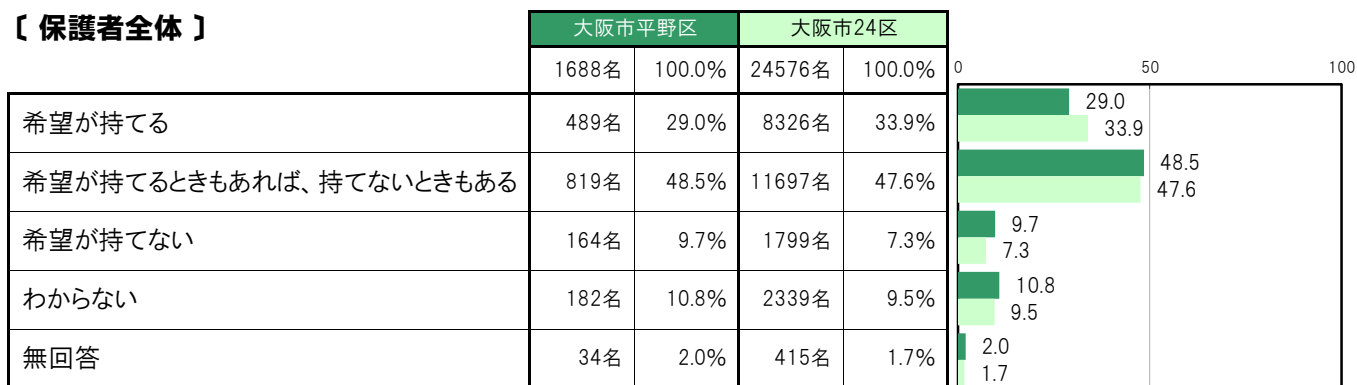 〔 保護者全体 〕
大阪市平野区 大阪市24区
1688名 100.0% 24576名 100.0% 0 50 100
希望が持てる 489名 29.0% 8326名 33.9% 29.0
33.9
希望が持てるときもあれば、持てないときもある 819名 48.5% 11697名 47.6% 48.5
47.6
希望が持てない 164名 9.7% 1799名 7.3% 9.7
7.3
わからない 182名 10.8% 2339名 9.5% 10.8
9.5
無回答 34名 2.0% 415名 1.7% 2.0
1.7